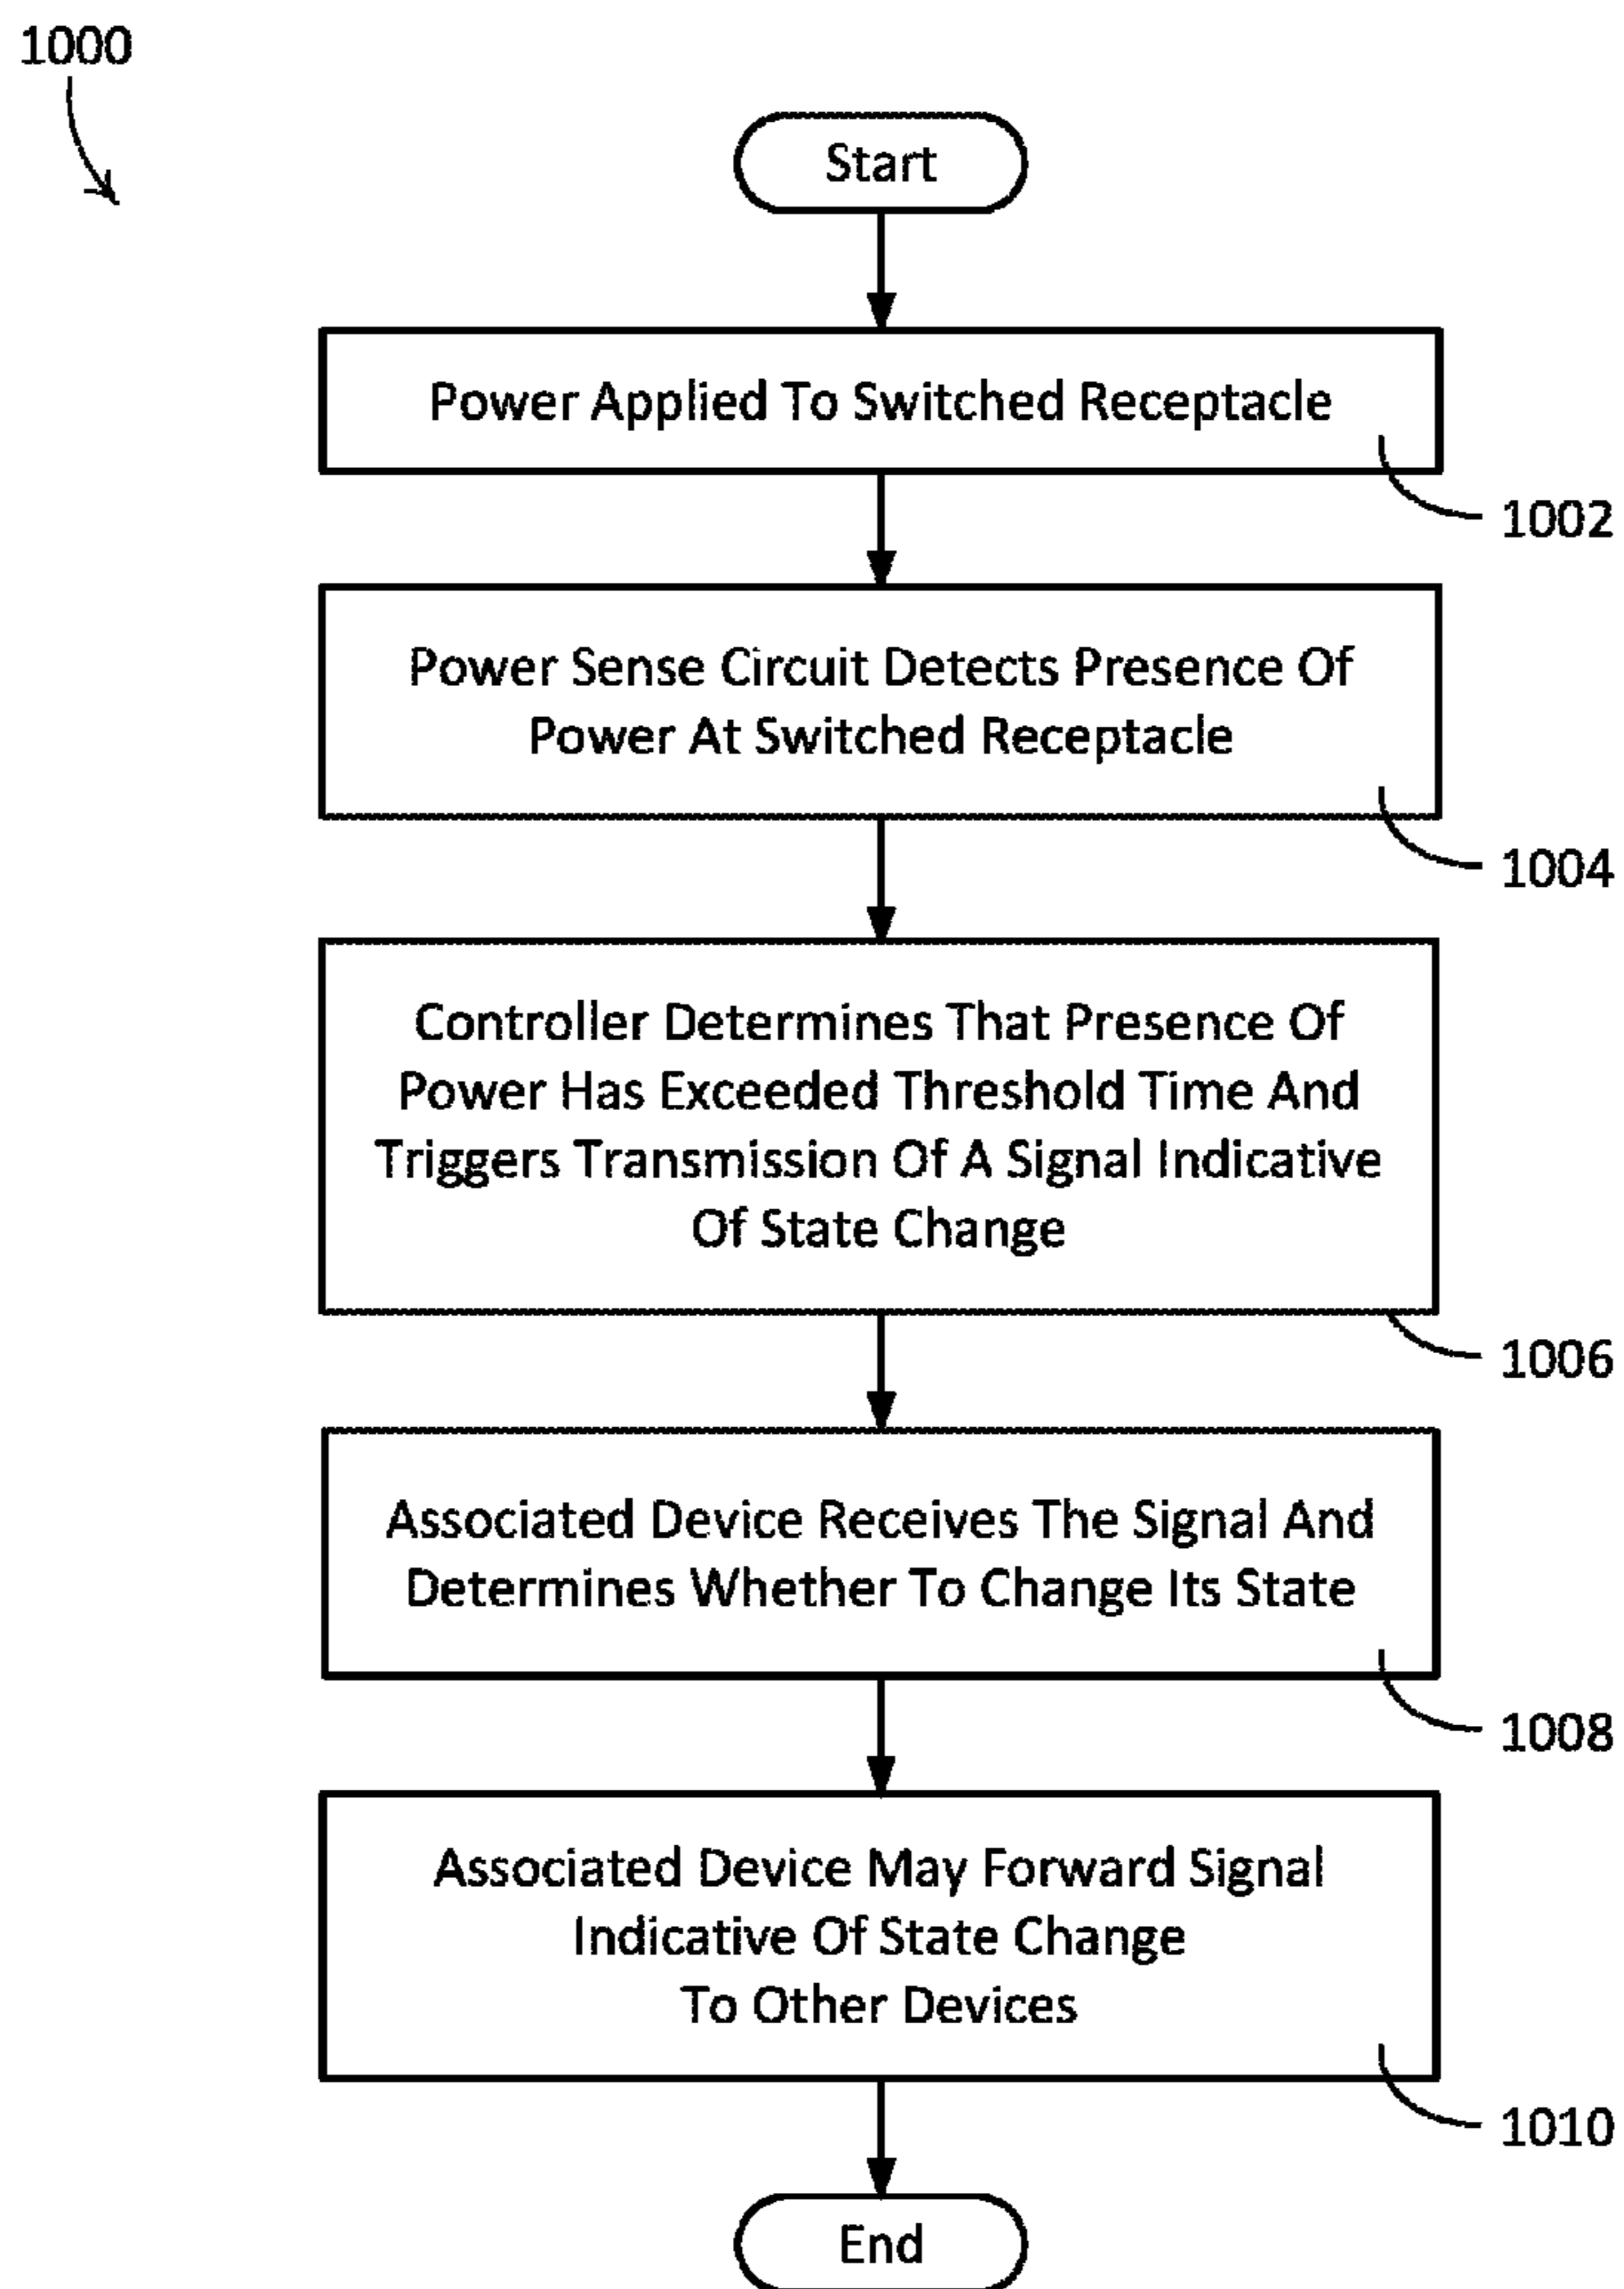 1000
Start
Power Applied To Switched Receptacle
1002
Power Sense Circuit Detects Presence Of
Power At Switched Receptacle
1004
Controller Determines That Presence Of
Power Has Exceeded Threshold Time And
Triggers Transmission Of A Signal Indicative
Of State Change
1006
Associated Device Receives The Signal And
Determines Whether To Change Its State
1008
Associated Device May Forward Signal
Indicative Of State Change
To Other Devices
1010
End